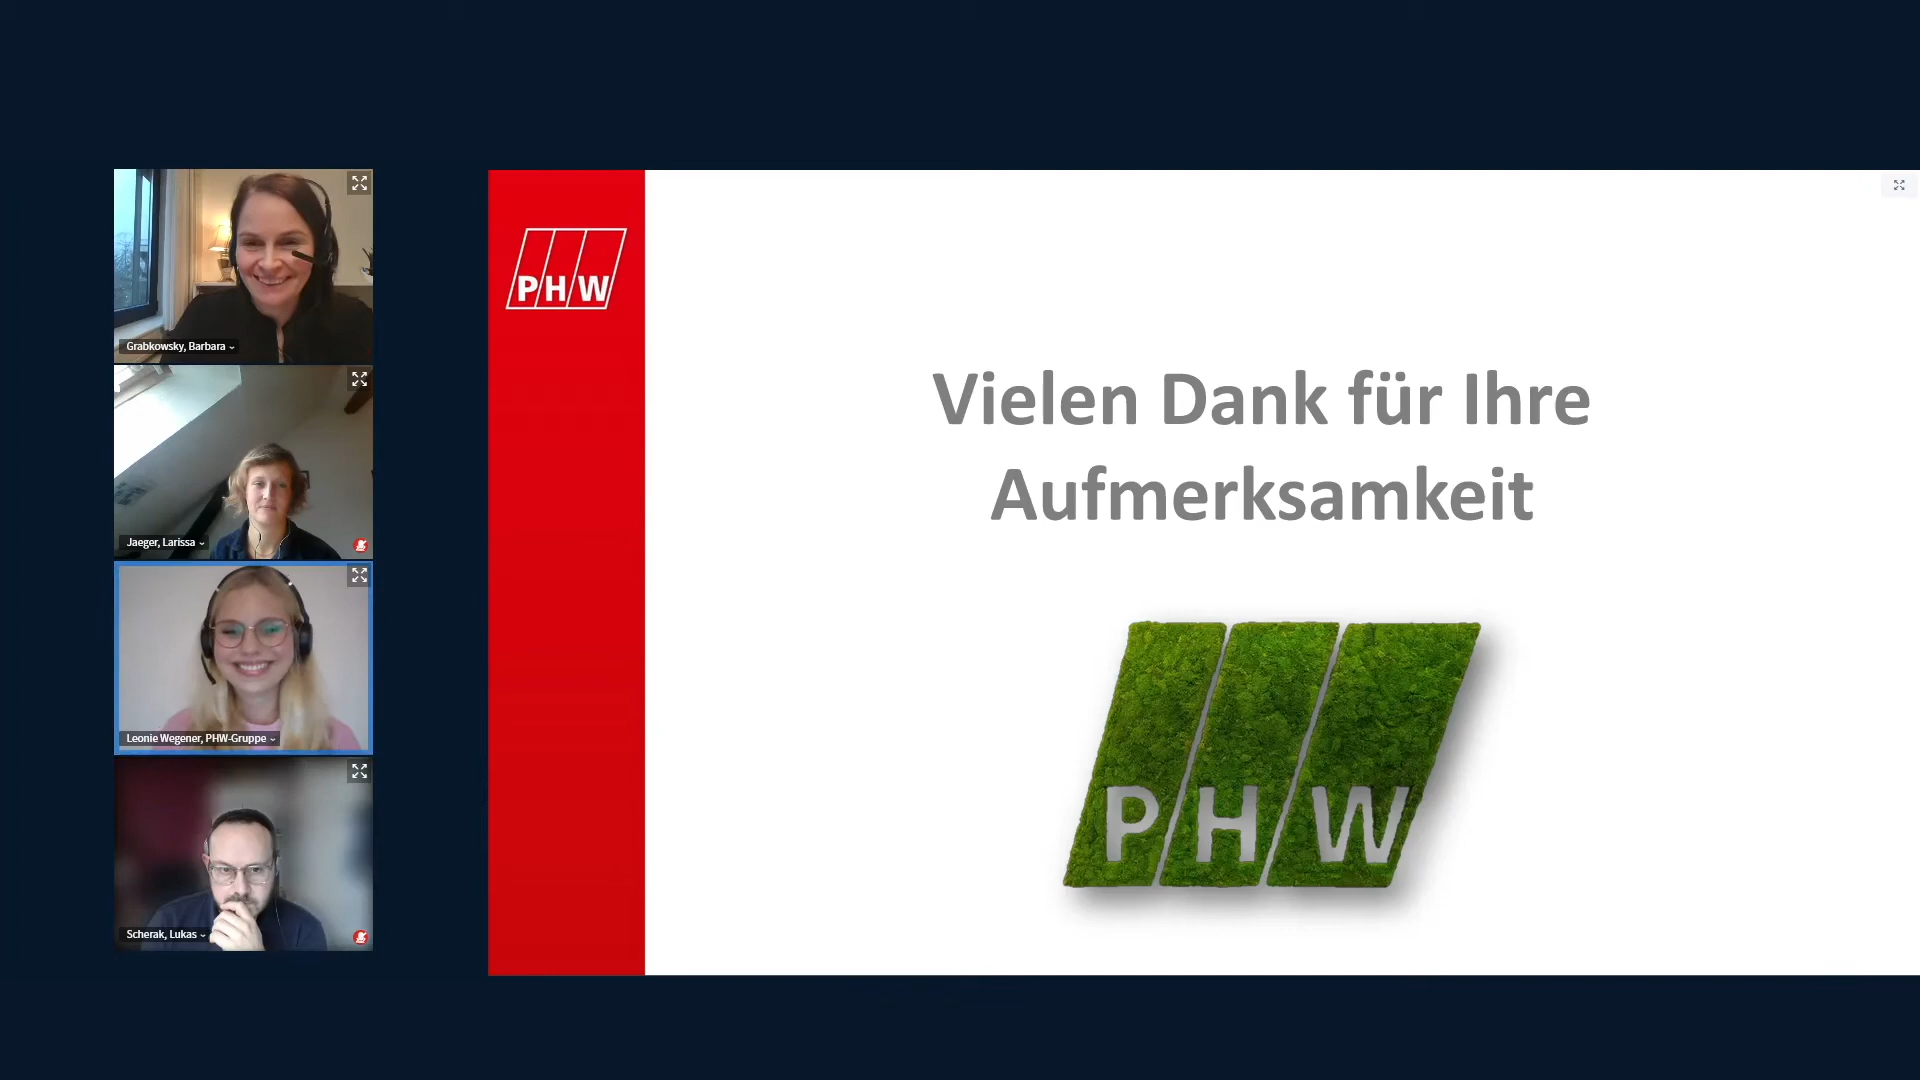 Grabkowsky, Barbara
Jaeger, Larissa
Leonie Wegener, PHW-Gruppe
Scherak, Lukas
PHW
Vielen Dank für Ihre
Aufmerksamkeit
PHW